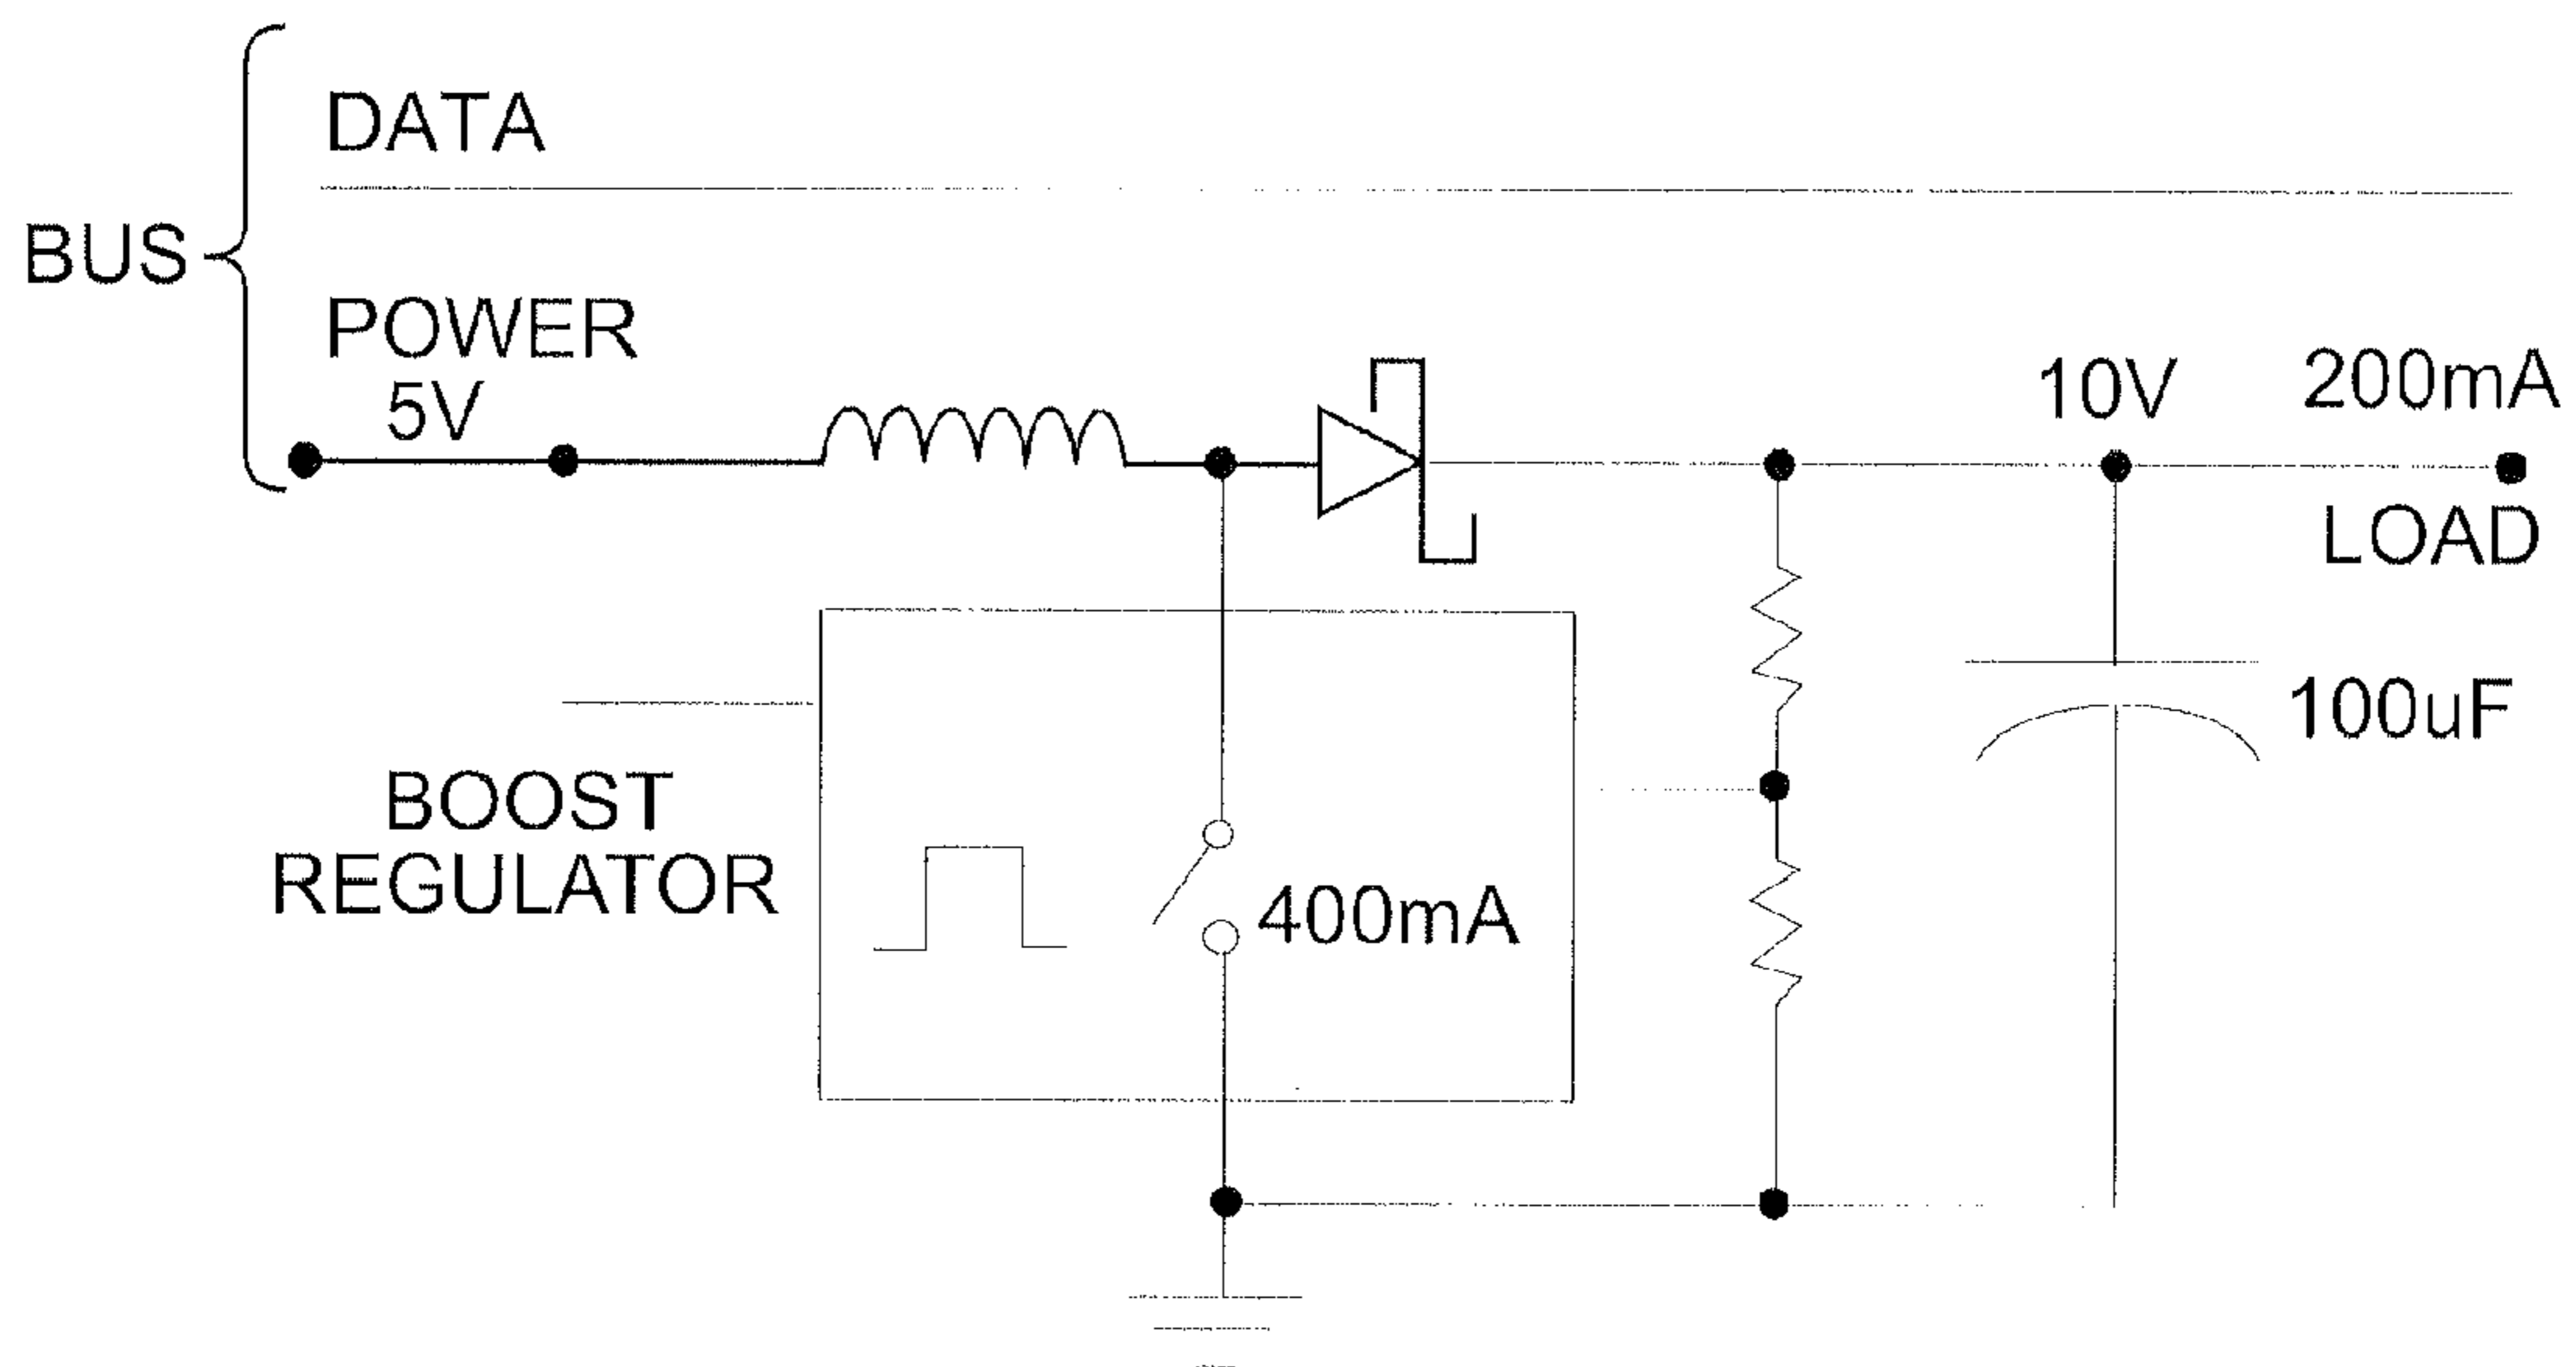 DATA
BUS
POWER
5V
10V
200mA
LOAD
100uF
BOOST
REGULATOR
400mA